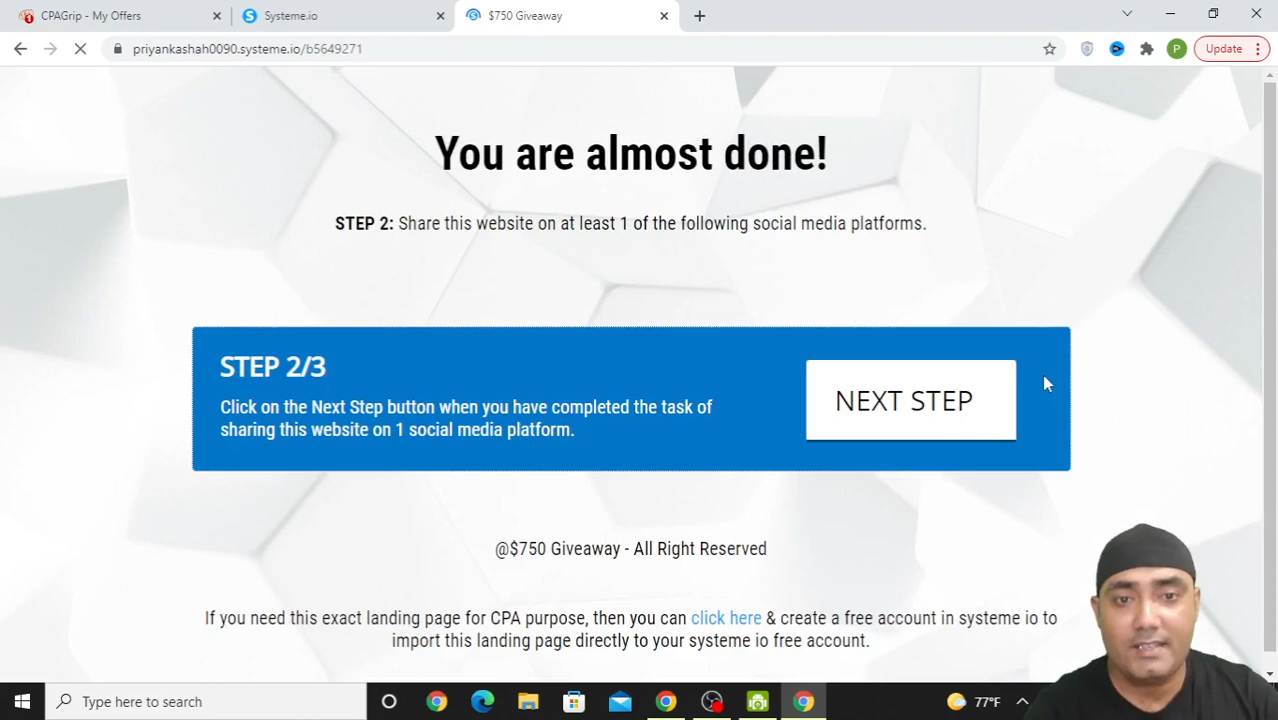 CPAGrip - My Offers
Systeme.io
$750 Giveaway
priyankashah0090.systeme.io/b5649271
P
Update
You are almost done!
STEP 2: Share this website on at least 1 of the following social media platforms.
STEP 2/3
Click on the Next Step button when you have completed the task of
sharing this website on 1 social media platform.
NEXT STEP
@$750 Giveaway - All Right Reserved
If you need this exact landing page for CPA purpose, then you can click here & create a free account in systeme io to
import this landing page directly to your systeme io free account.
Type here to search
77°F